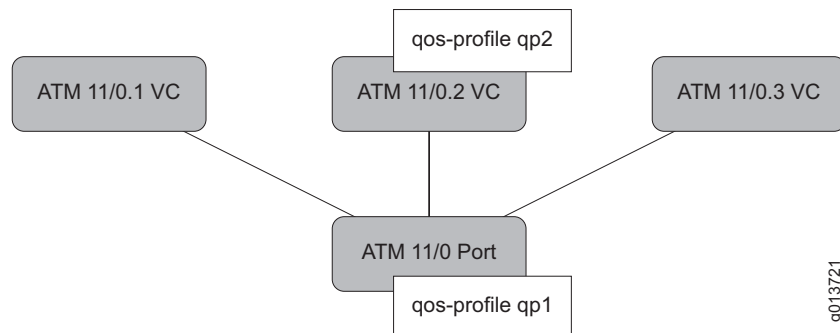 qos-profile qp2
ATM 11/0.1 VC
ATM 11/0.2 VC
ATM 11/0.3 VC
ATM 11/0 Port
qos-profile qp1
g013721